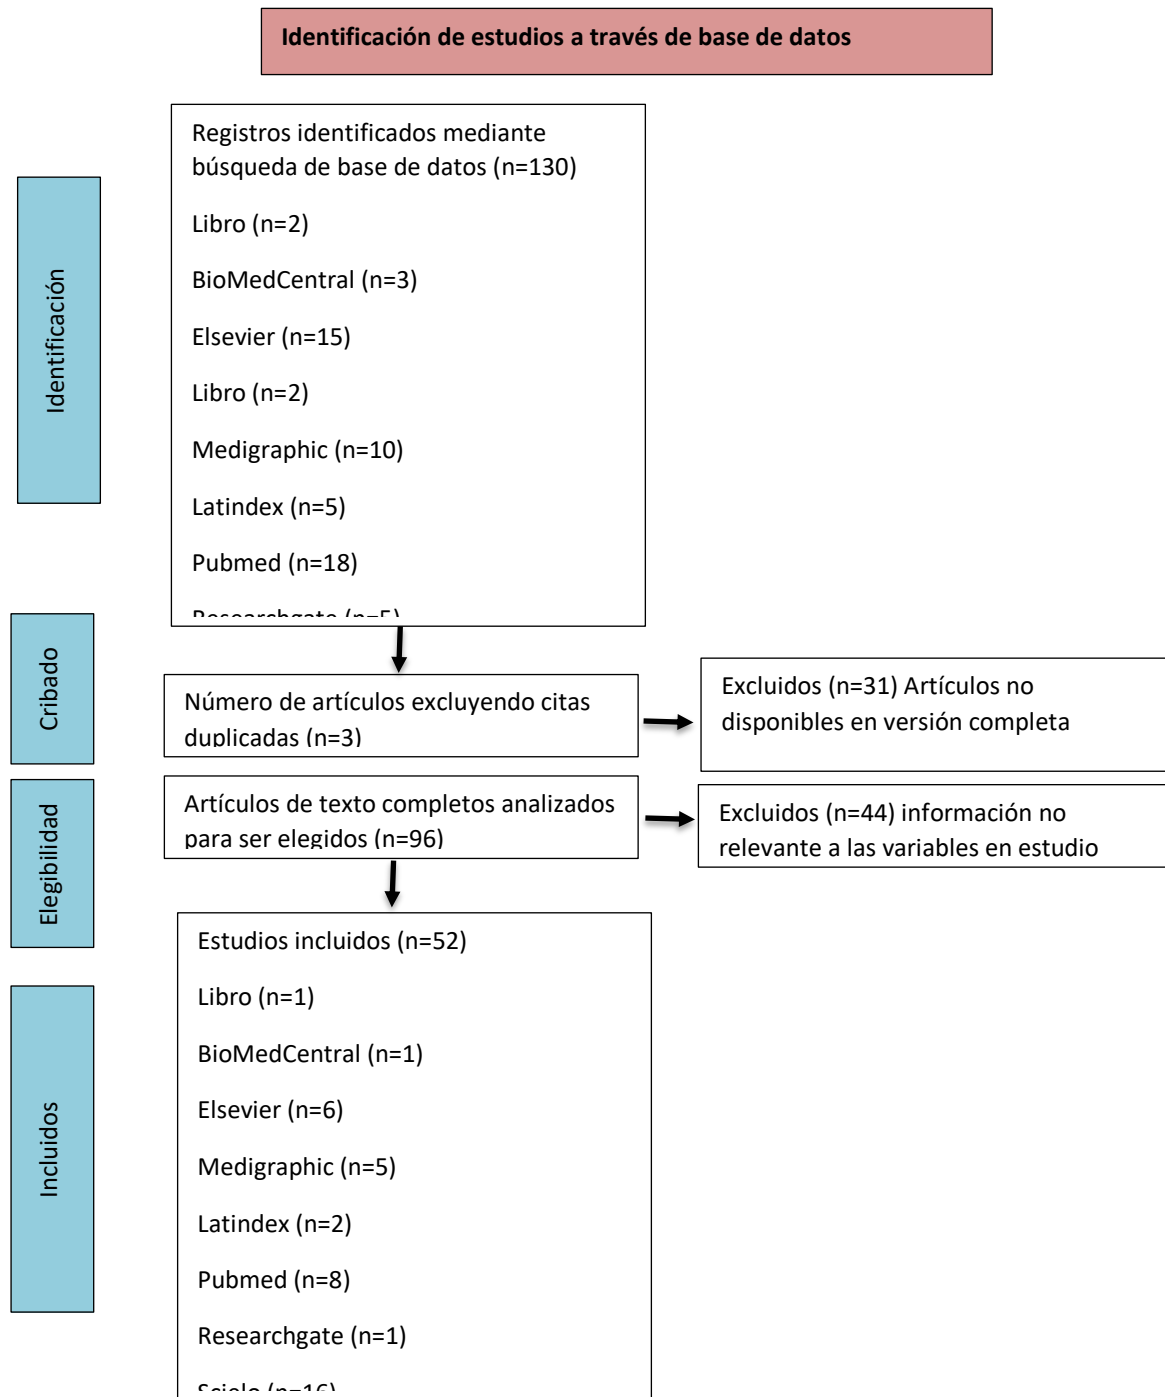 Identificación de estudios a través de base de datos
Identificación
Registros identificados mediante
búsqueda de base de datos (n=130)
Libro (n=2)
BioMedCentral (n=3)
Elsevier (n=15)
Libro (n=2)
Medigraphic (n=10)
Latindex (n=5)
Pubmed (n=18)
Researchgate (n=5)
Cribado
Número de artículos excluyendo citas
duplicadas (n=3)
Excluidos (n=31) Artículos no
disponibles en versión completa
Elegibilidad
Artículos de texto completos analizados
para ser elegidos (n=96)
Excluidos (n=44) información no
relevante a las variables en estudio
Incluidos
Estudios incluidos (n=52)
Libro (n=1)
BioMedCentral (n=1)
Elsevier (n=6)
Medigraphic (n=5)
Latindex (n=2)
Pubmed (n=8)
Researchgate (n=1)
Scielo (n=16)